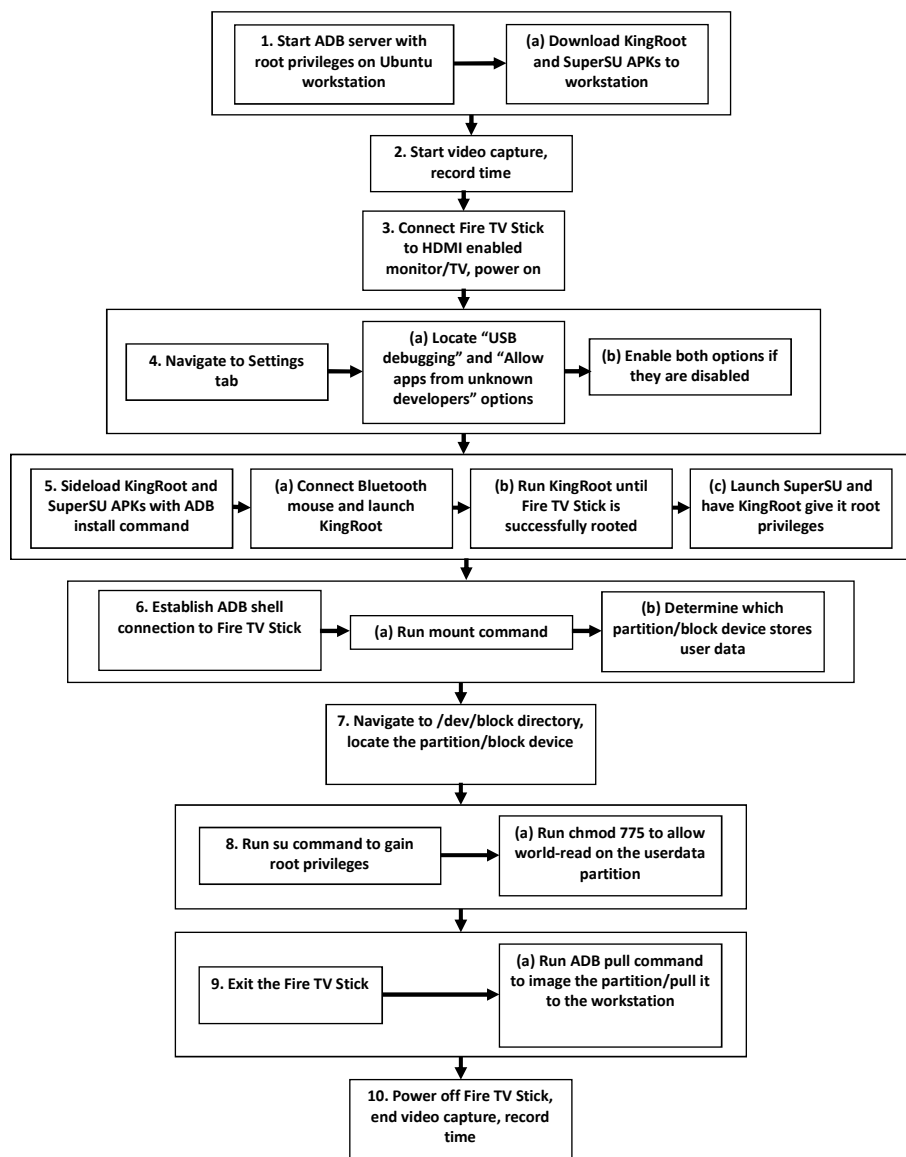 1. Start ADB server with
root privileges on Ubuntu
workstation
(a) Download KingRoot
and SuperSU APKs to
workstation
2. Start video capture,
record time
3. Connect Fire TV Stick
to HDMI enabled
monitor/TV, power on
4. Navigate to Settings
tab
(a) Locate “USB
debugging” and “Allow
apps from unknown
developers” options
(b) Enable both options if
they are disabled
5. Sideload KingRoot and
SuperSU APKs with ADB
install command
(a) Connect Bluetooth
mouse and launch
KingRoot
(b) Run KingRoot until
Fire TV Stick is
successfully rooted
(c) Launch SuperSU and
have KingRoot give it root
privileges
6. Establish ADB shell
connection to Fire TV Stick
(a) Run mount command
(b) Determine which
partition/block device stores
user data
7. Navigate to /dev/block directory,
locate the partition/block device
8. Run su command to gain
root privileges
(a) Run chmod 775 to allow
world-read on the userdata
partition
9. Exit the Fire TV Stick
(a) Run ADB pull command
to image the partition/pull it
to the workstation
10. Power off Fire TV Stick,
end video capture, record
time